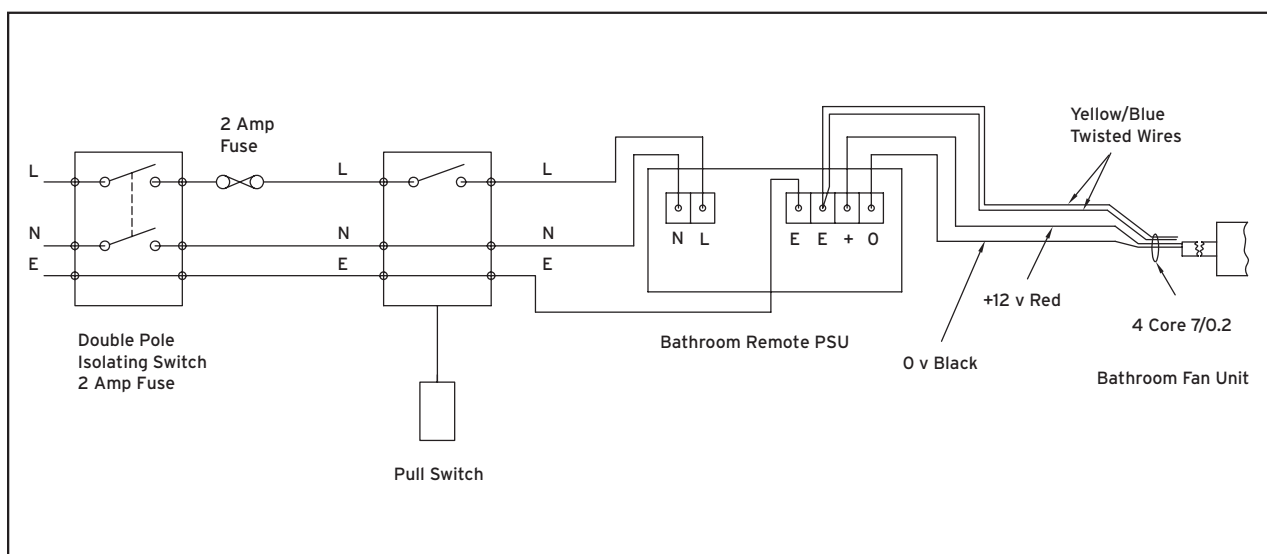 2 Amp
Fuse
Yellow/Blue
Twisted Wires
L
L
L
N
N
N
E
E
E
N L
E E + 0
+12 v Red
4 Core 7/0.2
Double Pole
Isolating Switch
2 Amp Fuse
Bathroom Remote PSU
0 v Black
Bathroom Fan Unit
Pull Switch